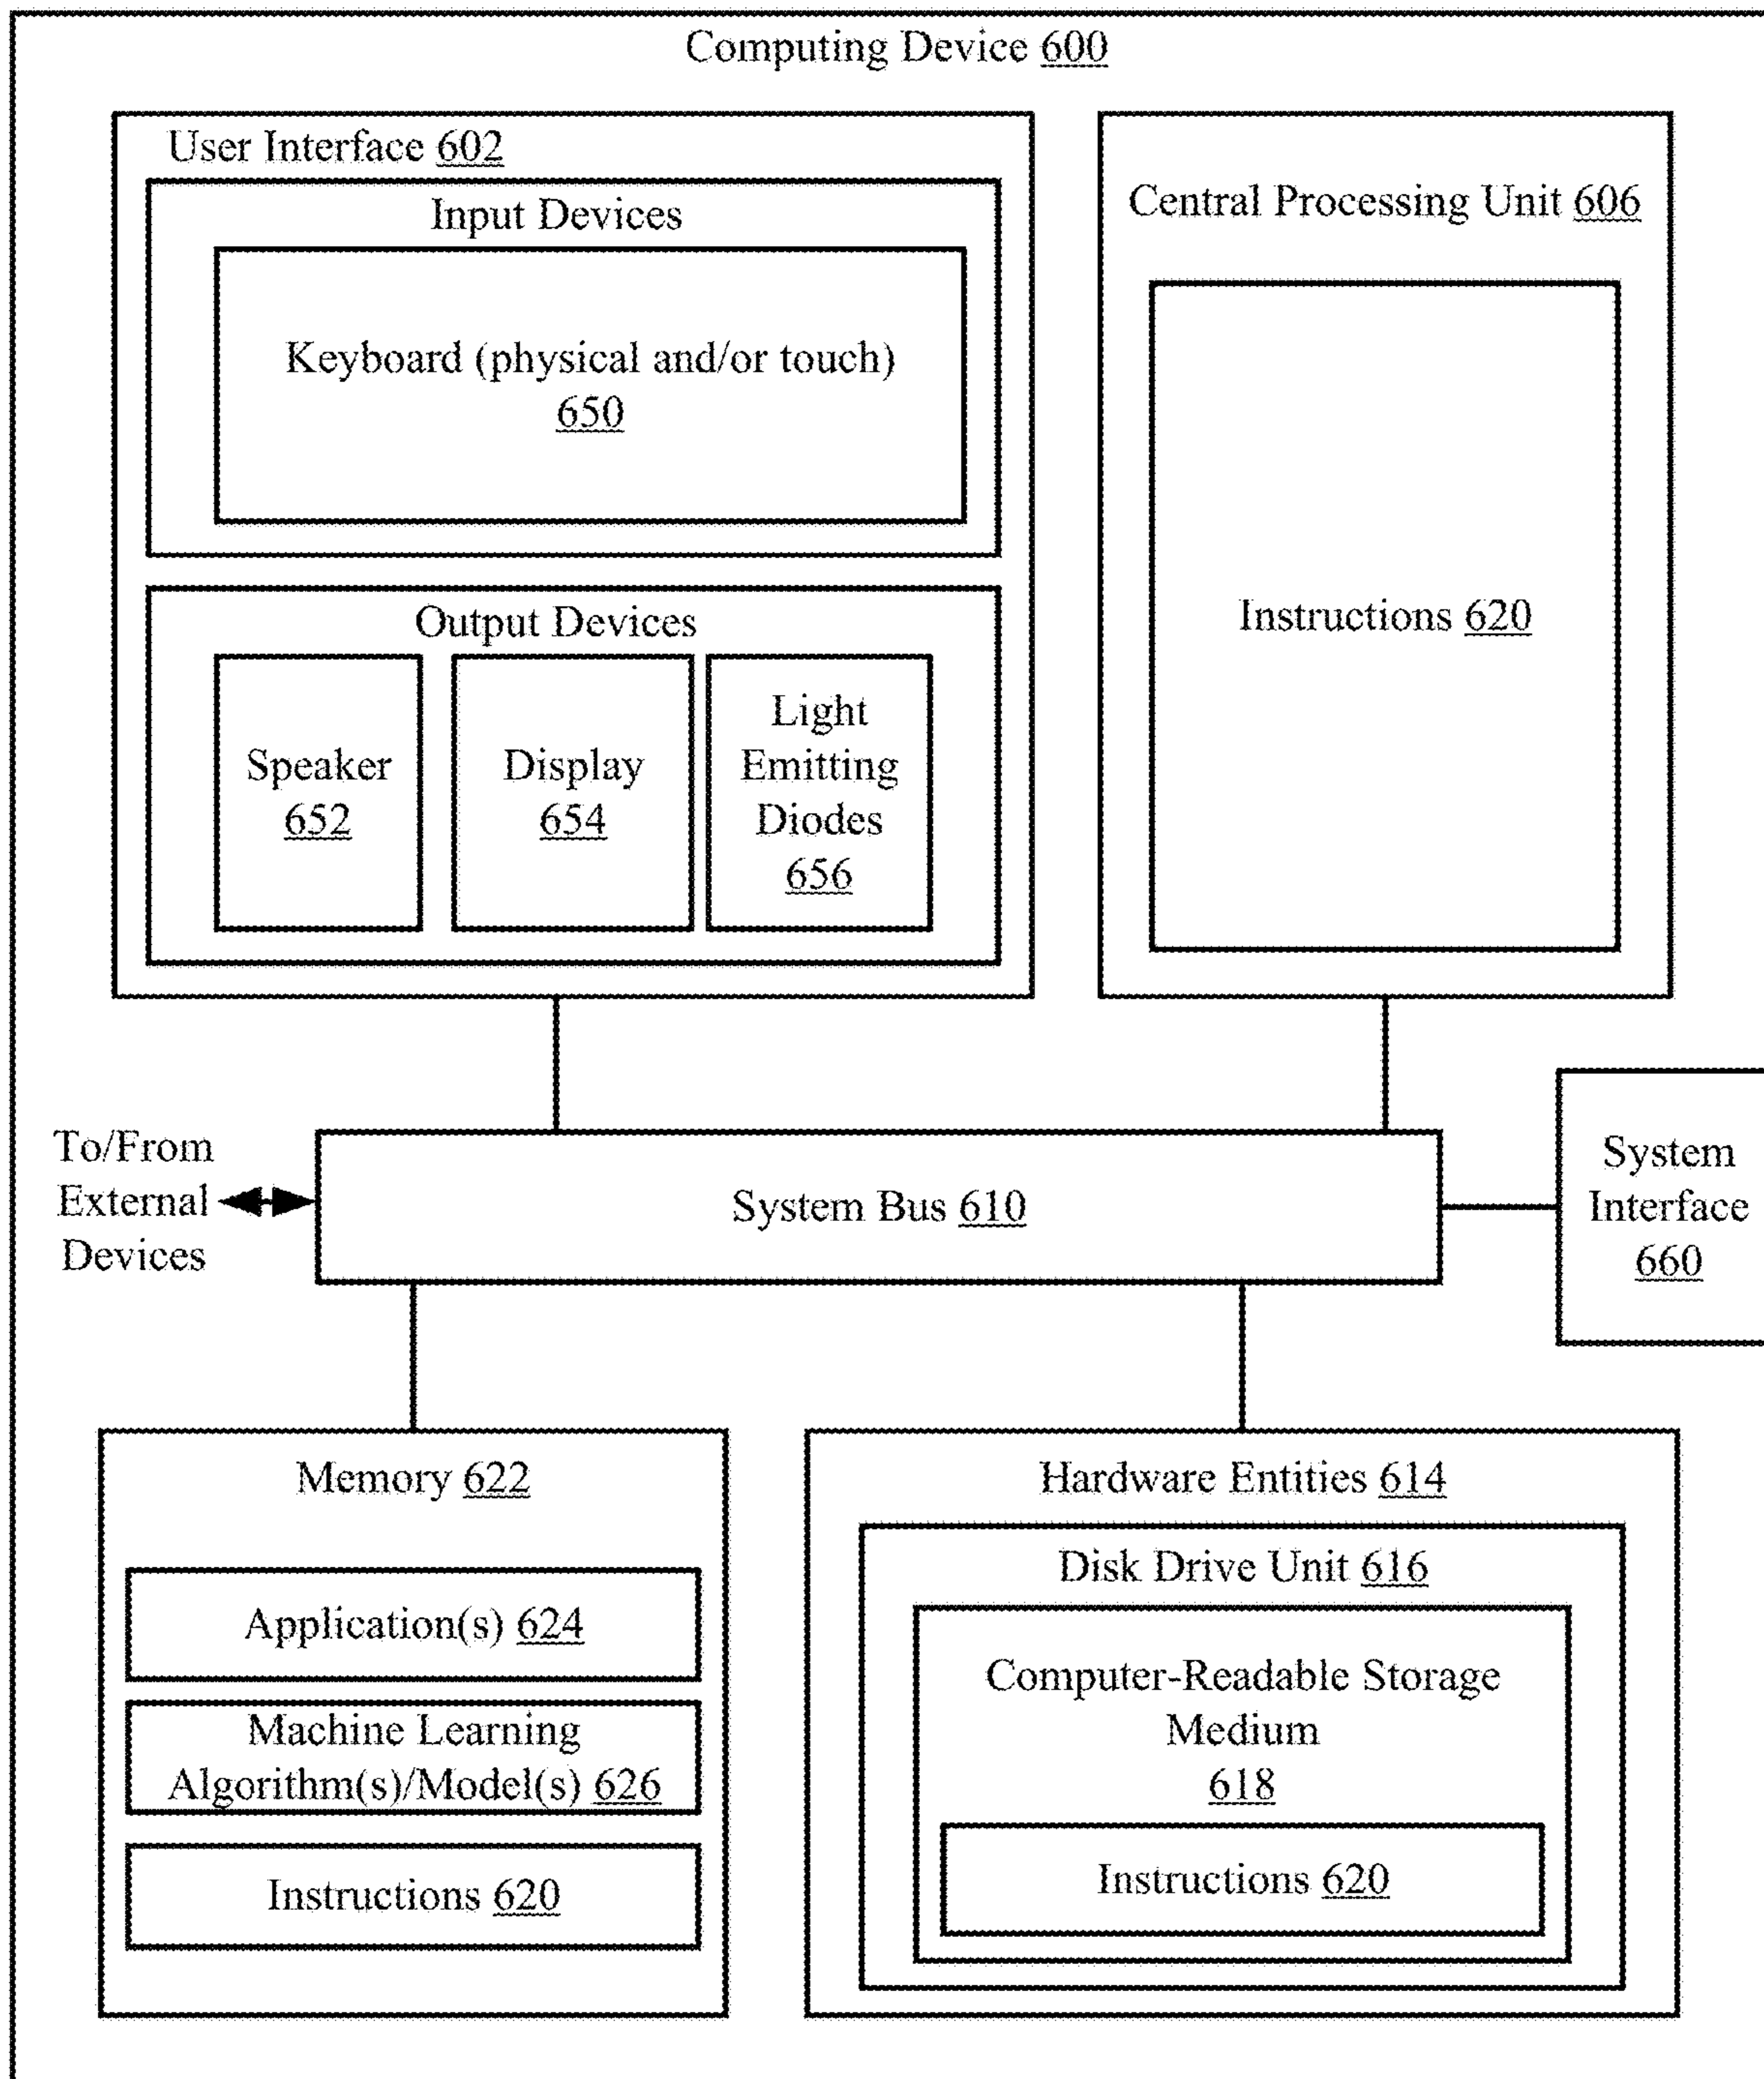 Computing Device 600
User Interface 602
Input Devices
Keyboard (physical and/or touch)
650
Output Devices
Speaker
652
Display
654
Light
Emitting
Diodes
656
Central Processing Unit 606
Instructions 620
To/From
External
Devices
System Bus 610
System
Interface
660
Memory 622
Application(s) 624
Machine Learning
Algorithm(s)/Model(s) 626
Instructions 620
Hardware Entities 614
Disk Drive Unit 616
Computer-Readable Storage
Medium
618
Instructions 620